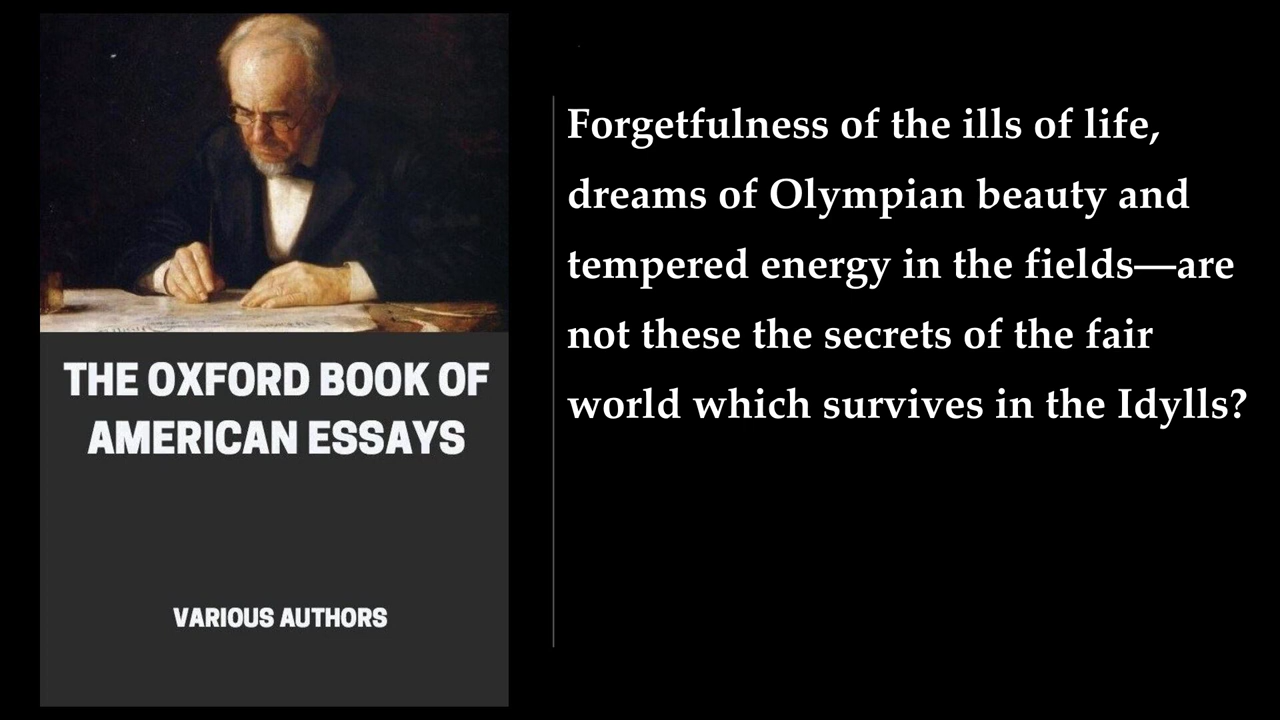 THE OXFORD BOOK OF
AMERICAN ESSAYS
VARIOUS AUTHORS
Forgetfulness of the ills of life,
dreams of Olympian beauty and
tempered energy in the fields—are
not these the secrets of the fair
world which survives in the Idylls?